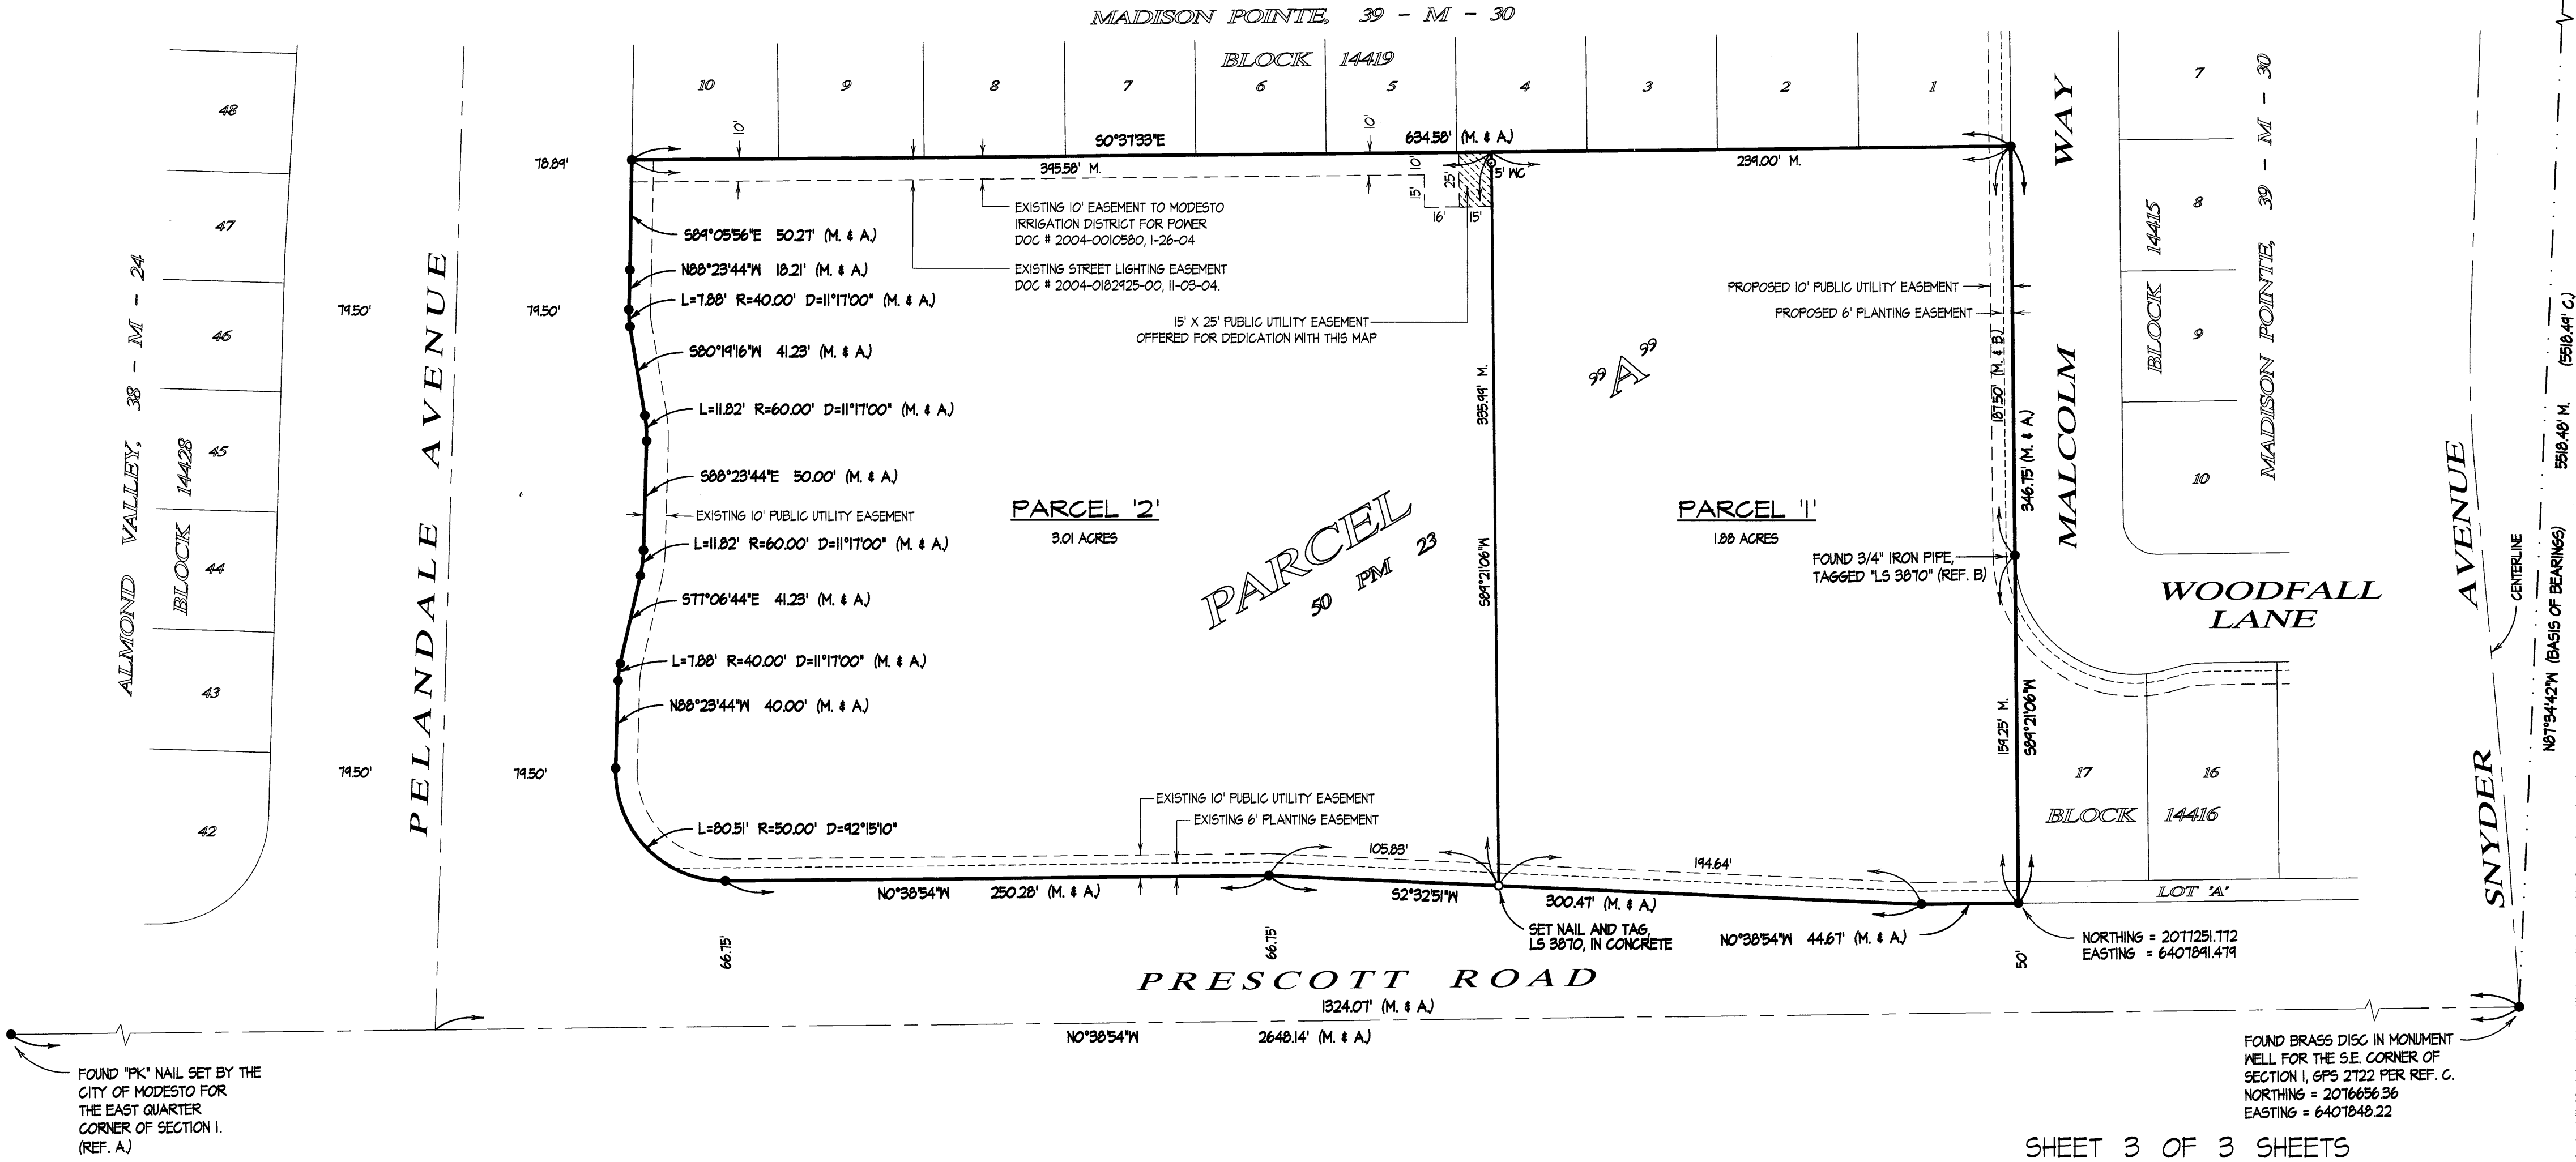 MADISON POINTE, 39 - M - 30
BLOCK 14419
10 9 8 7 6 5 4 3 2 1
S0°37'33"E 634.58' (M. & A.)
395.58' M. 239.00' M.
10'
10'
10'
25'
15'
16' 15'
5' WC
EXISTING 10' EASEMENT TO MODESTO
IRRIGATION DISTRICT FOR POWER
DOC # 2004-0010580, 1-26-04
EXISTING STREET LIGHTING EASEMENT
DOC # 2004-0182925-00, 11-03-04.
15' X 25' PUBLIC UTILITY EASEMENT
OFFERED FOR DEDICATION WITH THIS MAP
ALMOND VALLEY, 38 - M - 24
BLOCK 14428
48
47
46
45
44
43
42
PELANDALE AVENUE
78.89'
79.50' 79.50'
79.50' 79.50'
S89°05'56"E 50.27' (M. & A.)
N88°23'44"W 18.21' (M. & A.)
L=7.88' R=40.00' D=11°17'00" (M. & A.)
S80°19'16"W 41.23' (M. & A.)
L=11.82' R=60.00' D=11°17'00" (M. & A.)
S88°23'44"E 50.00' (M. & A.)
EXISTING 10' PUBLIC UTILITY EASEMENT
L=11.82' R=60.00' D=11°17'00" (M. & A.)
S77°06'44"E 41.23' (M. & A.)
L=7.88' R=40.00' D=11°17'00" (M. & A.)
N88°23'44"W 40.00' (M. & A.)
L=80.51' R=50.00' D=92°15'10"
PARCEL '2'
3.01 ACRES
PARCEL "A"
50 PM 23
335.99' M.
S89°21'06"W
PARCEL '1'
1.88 ACRES
PROPOSED 10' PUBLIC UTILITY EASEMENT
PROPOSED 6' PLANTING EASEMENT
187.50' (M. & B.)
346.75' (M. & A.)
FOUND 3/4" IRON PIPE,
TAGGED "LS 3870" (REF. B)
159.25' M.
S89°21'06"W
MALCOLM WAY
BLOCK 14415
7
8
9
10
MADISON POINTE, 39 - M - 30
WOODFALL
LANE
17 16
BLOCK 14416
LOT 'A'
SNYDER AVENUE
CENTERLINE
N87°34'42"W (BASIS OF BEARINGS) 5518.48' M. (5518.49' C.)
EXISTING 10' PUBLIC UTILITY EASEMENT
EXISTING 6' PLANTING EASEMENT
105.83' 194.64'
N0°38'54"W 250.28' (M. & A.)
S2°32'51"W 300.47' (M. & A.)
SET NAIL AND TAG,
LS 3870, IN CONCRETE
N0°38'54"W 44.67' (M. & A.)
NORTHING = 2077251.772
EASTING = 6407891.479
66.75' 66.75' 50'
PRESCOTT ROAD
1324.07' (M. & A.)
N0°38'54"W 2648.14' (M. & A.)
FOUND "PK" NAIL SET BY THE
CITY OF MODESTO FOR
THE EAST QUARTER
CORNER OF SECTION 1.
(REF. A.)
FOUND BRASS DISC IN MONUMENT
WELL FOR THE S.E. CORNER OF
SECTION 1, GPS 2722 PER REF. C.
NORTHING = 2076656.36
EASTING = 6407848.22
SHEET 3 OF 3 SHEETS